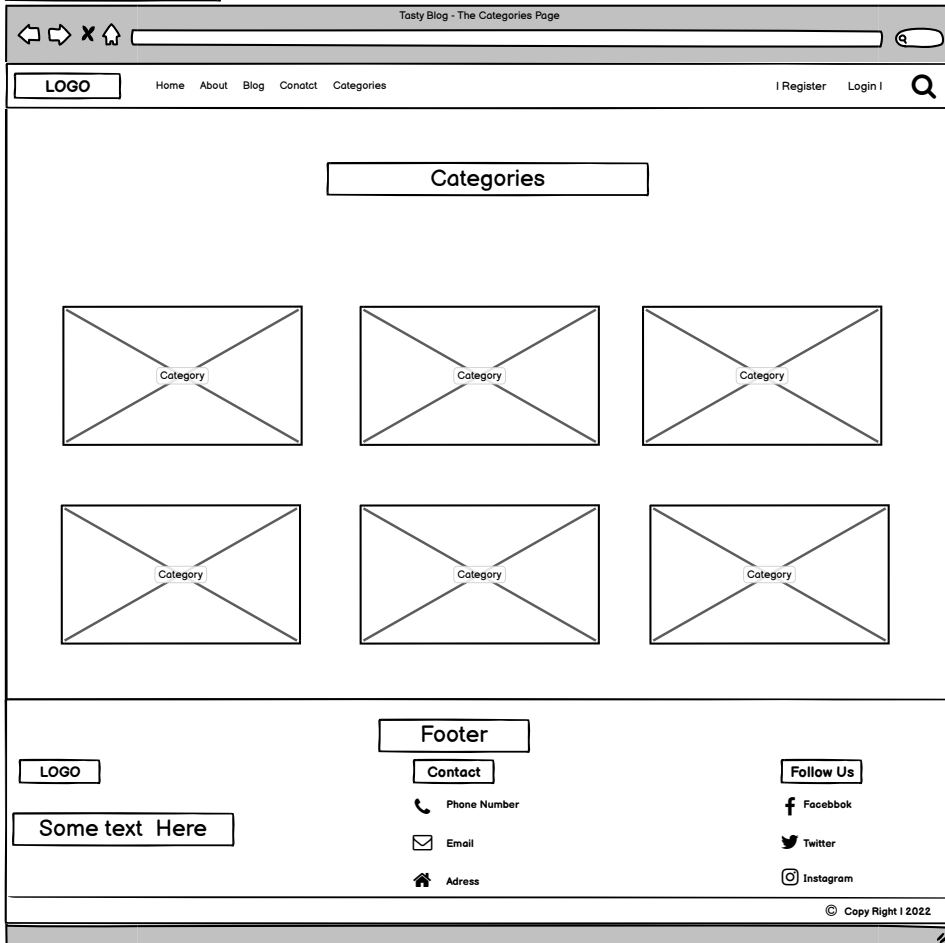 Tasty Blog - The Categories Page
LOGO Home About Blog Conatct Categories | Register Login |
Categories
Category Category Category
Category Category Category
Footer
LOGO Contact Follow Us
Phone Number Facebbok
Some text Here
Email Twitter
Adress Instagram
© Copy Right | 2022